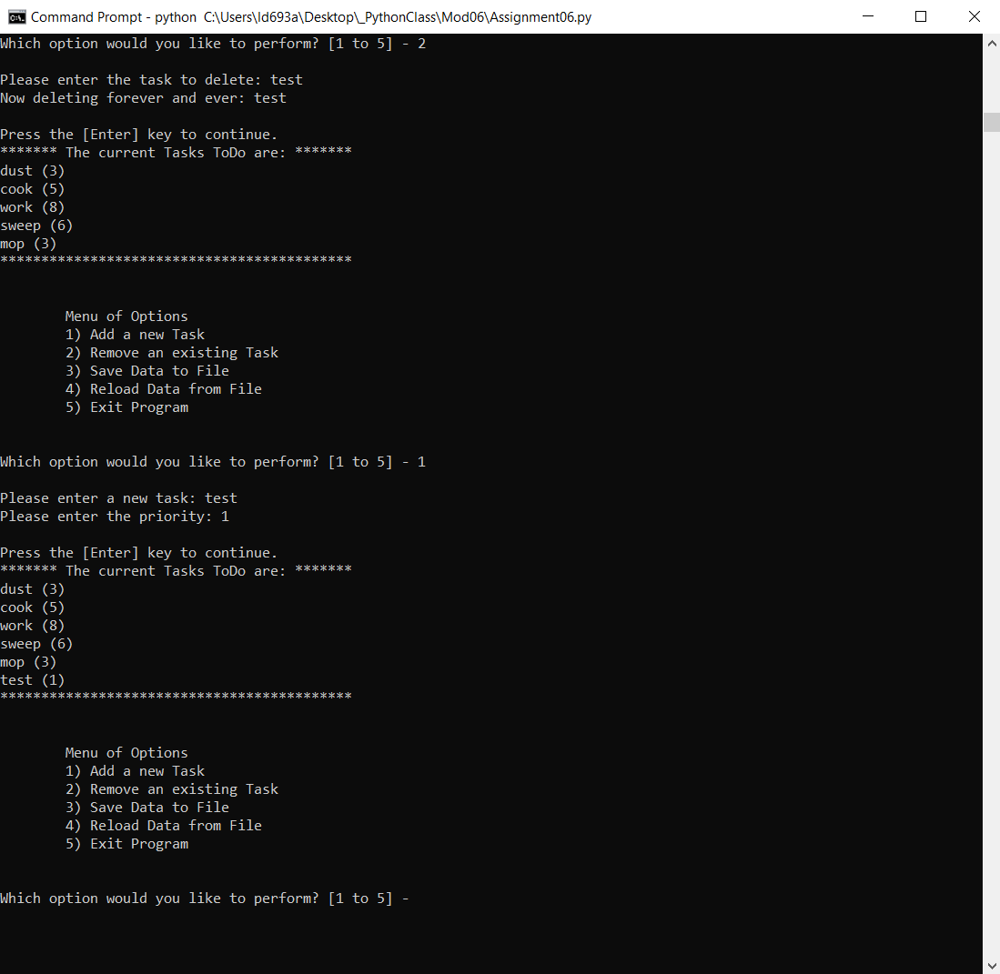 Command Prompt - python  C:\Users\ld693a\Desktop\_PythonClass\Mod06\Assignment06.py
Which option would you like to perform? [1 to 5] - 2
Please enter the task to delete: test
Now deleting forever and ever: test
Press the [Enter] key to continue.
******* The current Tasks ToDo are: *******
dust (3)
cook (5)
work (8)
sweep (6)
mop (3)
*******************************************
Menu of Options
1) Add a new Task
2) Remove an existing Task
3) Save Data to File
4) Reload Data from File
5) Exit Program
Which option would you like to perform? [1 to 5] - 1
Please enter a new task: test
Please enter the priority: 1
Press the [Enter] key to continue.
******* The current Tasks ToDo are: *******
dust (3)
cook (5)
work (8)
sweep (6)
mop (3)
test (1)
*******************************************
Menu of Options
1) Add a new Task
2) Remove an existing Task
3) Save Data to File
4) Reload Data from File
5) Exit Program
Which option would you like to perform? [1 to 5] -